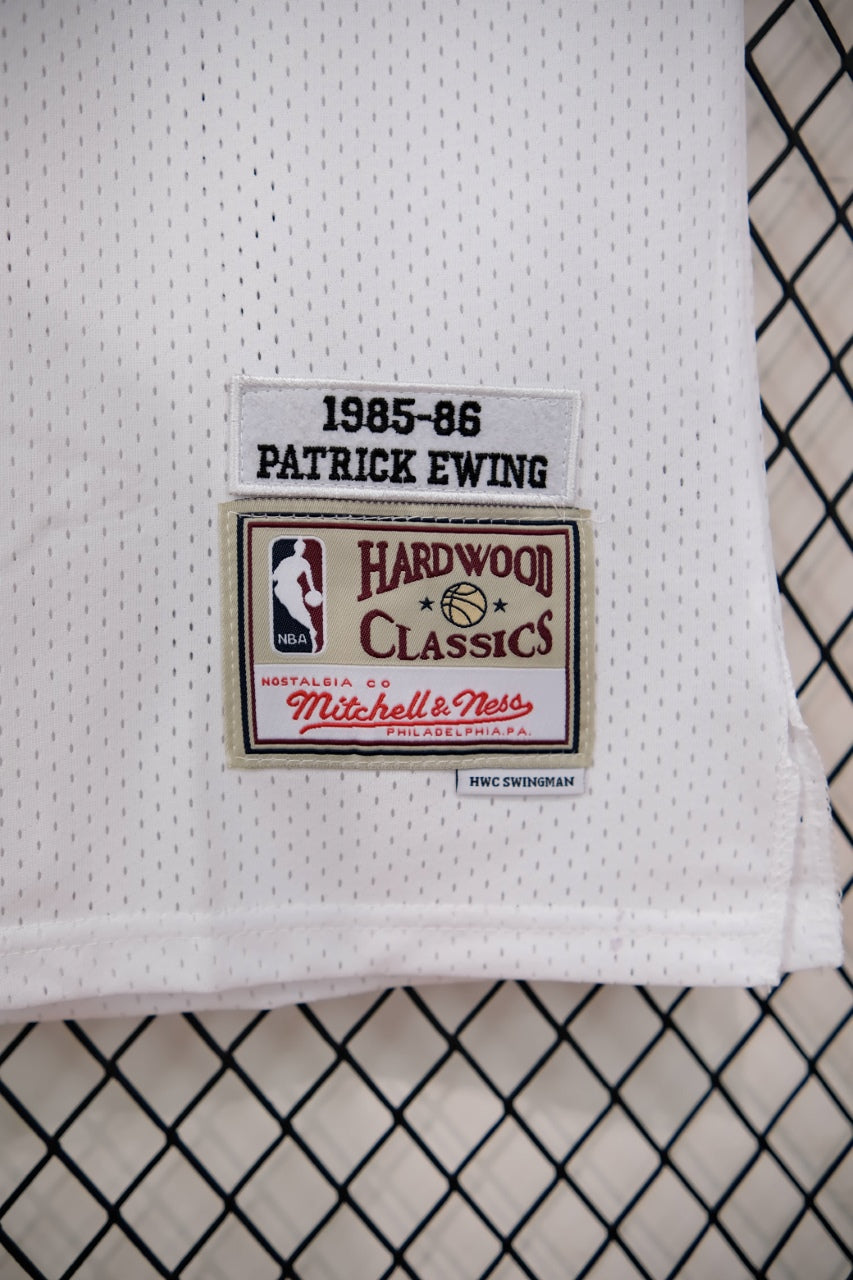 1985-86
PATRICK EWING
HARDWOOD
CLASSICS
NBA
NOSTALGIA CO
Mitchell & Ness
PHILADELPHIA, PA.
HWC SWINGMAN